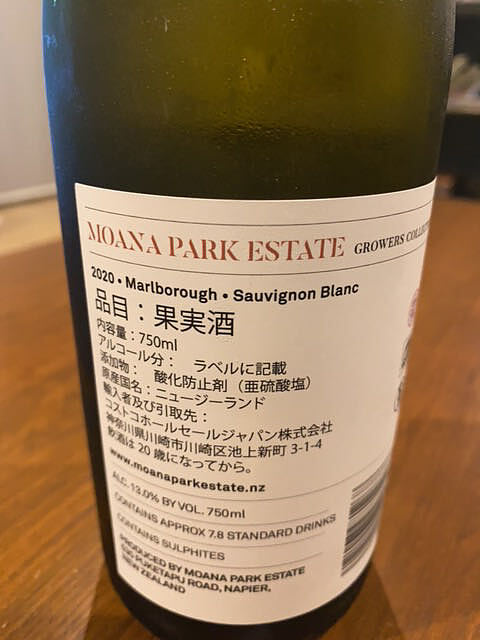 MOANA PARK ESTATE GROWERS
2020 • Marlborough • Sauvignon Blanc
品目：果実酒
内容量：750ml
アルコール分： ラベルに記載
添加物： 酸化防止剤（亜硫酸塩）
原産国名：ニュージーランド
輸入者及び引取先：
コストコホールセールジャパン株式会社
神奈川県川崎市川崎区池上新町 3-1-4
飲酒は 20 歳になってから。
www.moanaparkestate.nz
ALC. 13.0% BY VOL. 750ml
CONTAINS APPROX 7.8 STANDARD DRINKS
CONTAINS SULPHITES
PRODUCED BY MOANA PARK ESTATE
PUKETAPU ROAD, NAPIER,
NEW ZEALAND